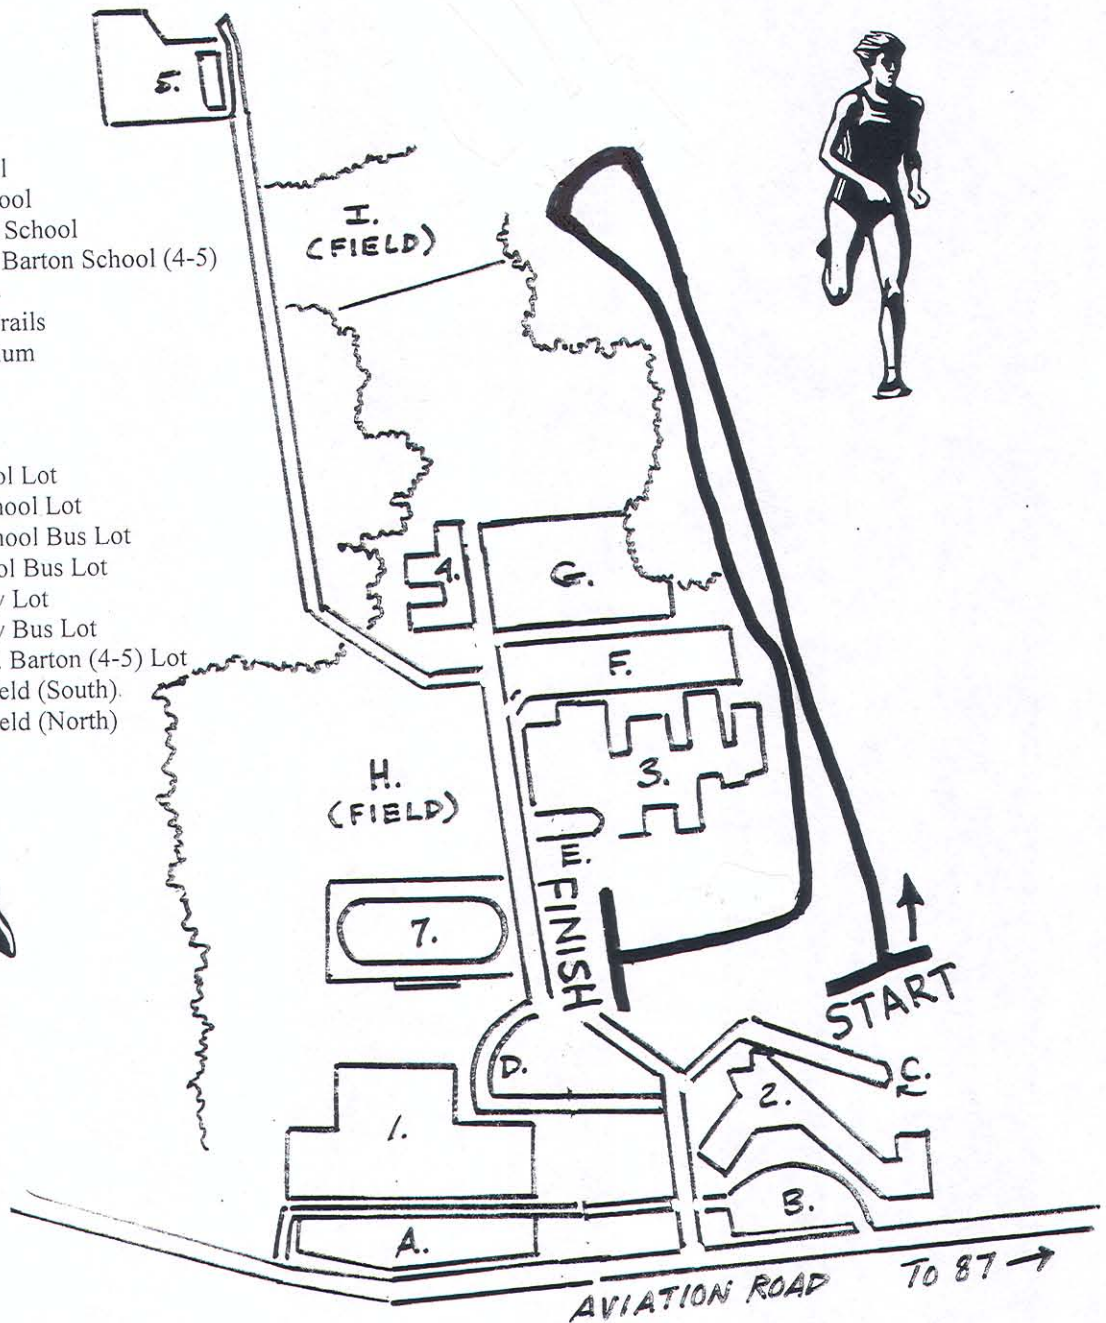 5.
l
ool
School
Barton School (4-5)
rails
um
I.
(FIELD)
ol Lot
hool Lot
hool Bus Lot
ol Bus Lot
y Lot
y Bus Lot
. Barton (4-5) Lot
eld (South)
eld (North)
4.
G.
F.
3.
H.
(FIELD)
E.
FINISH
7.
START
D.
C.
2.
1.
B.
A.
AVIATION ROAD
TO 87 →